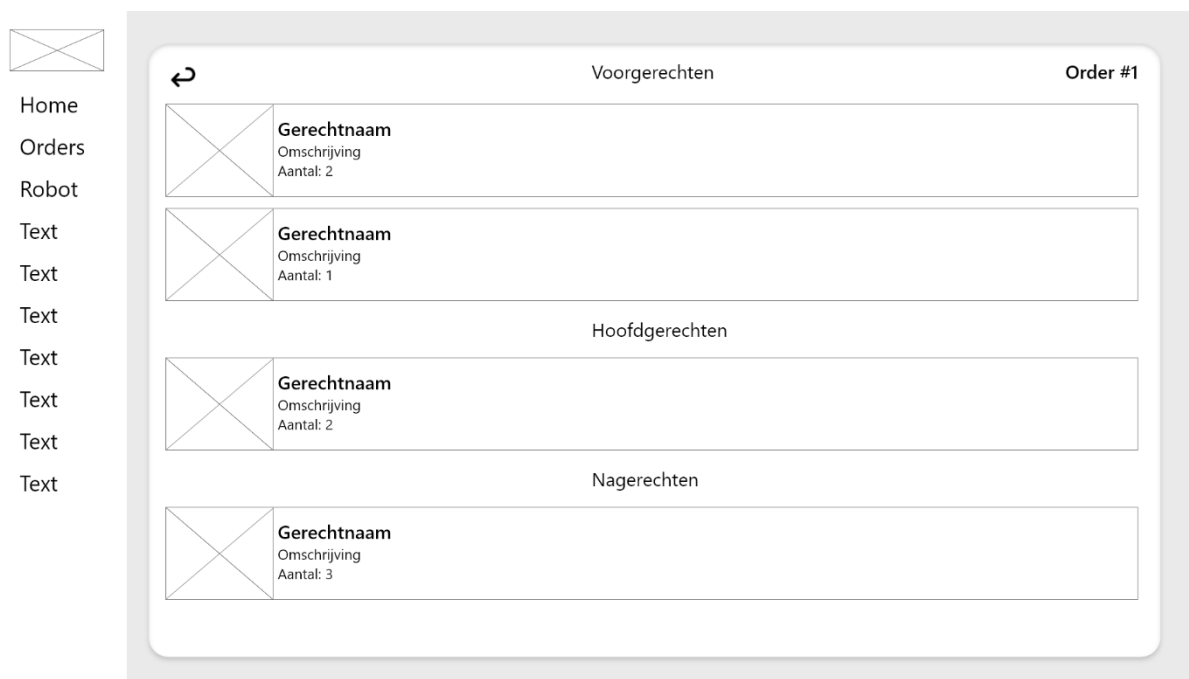 Home
Orders
Robot
Text
Text
Text
Text
Text
Text
Text
Voorgerechten
Order #1
Gerechtnaam
Omschrijving
Aantal: 2
Gerechtnaam
Omschrijving
Aantal: 1
Hoofdgerechten
Gerechtnaam
Omschrijving
Aantal: 2
Nagerechten
Gerechtnaam
Omschrijving
Aantal: 3